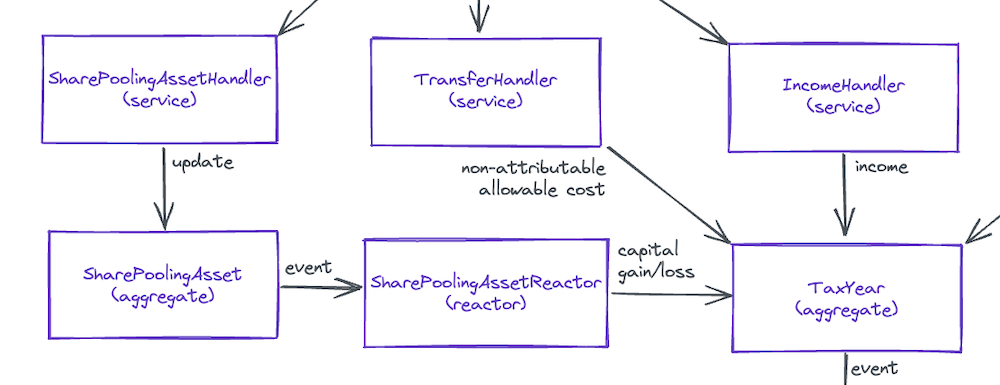 SharePoolingAssetHandler
(service)
TransferHandler
(service)
IncomeHandler
(service)
update
non-attributable
allowable cost
income
SharePoolingAsset
(aggregate)
event
SharePoolingAssetReactor
(reactor)
capital
gain/loss
TaxYear
(aggregate)
event